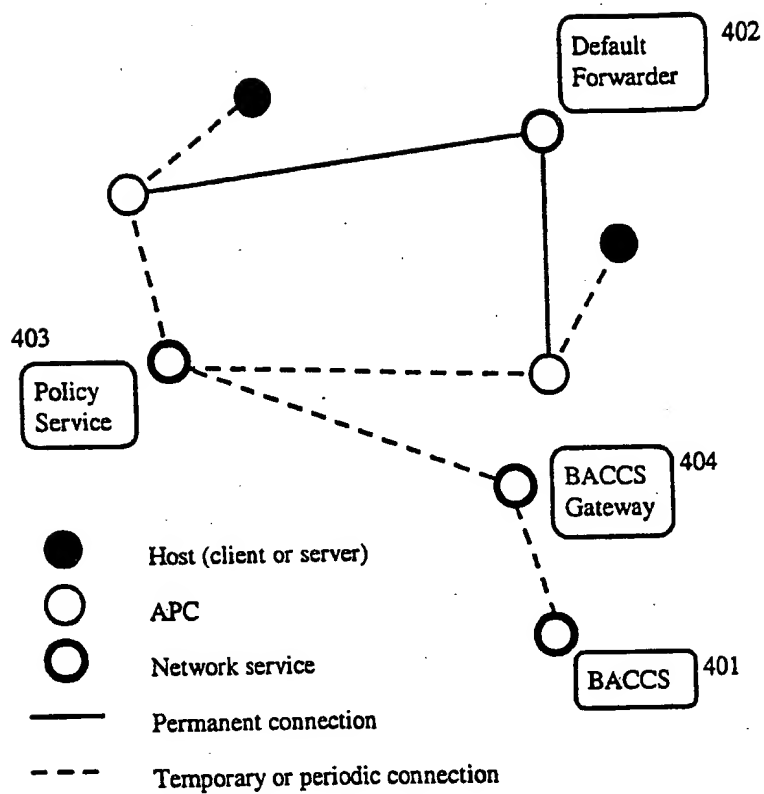 402
Default
Forwarder
403
Policy
Service
BACCS
Gateway
404
BACCS
401
Host (client or server)
APC
Network service
Permanent connection
Temporary or periodic connection